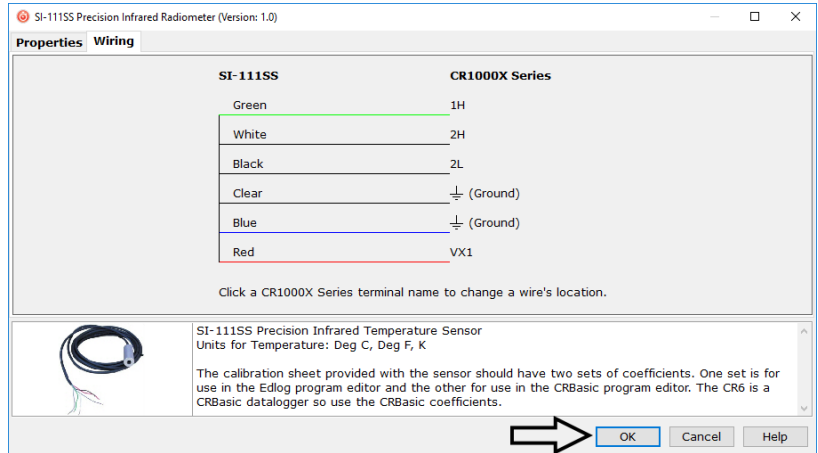 SI-111SS Precision Infrared Radiometer (Version: 1.0)
Properties Wiring
SI-111SS CR1000X Series
Green 1H
White 2H
Black 2L
Clear (Ground)
Blue (Ground)
Red VX1
Click a CR1000X Series terminal name to change a wire's location.
SI-111SS Precision Infrared Temperature Sensor
Units for Temperature: Deg C, Deg F, K
The calibration sheet provided with the sensor should have two sets of coefficients. One set is for
use in the Edlog program editor and the other for use in the CRBasic program editor. The CR6 is a
CRBasic datalogger so use the CRBasic coefficients.
OK Cancel Help